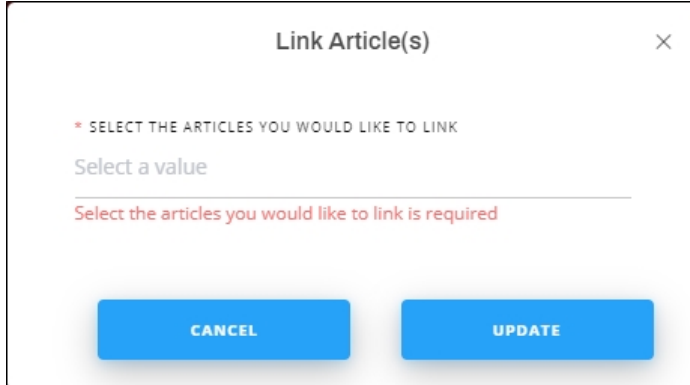 Link Article(s)
* SELECT THE ARTICLES YOU WOULD LIKE TO LINK
Select a value
Select the articles you would like to link is required
CANCEL UPDATE